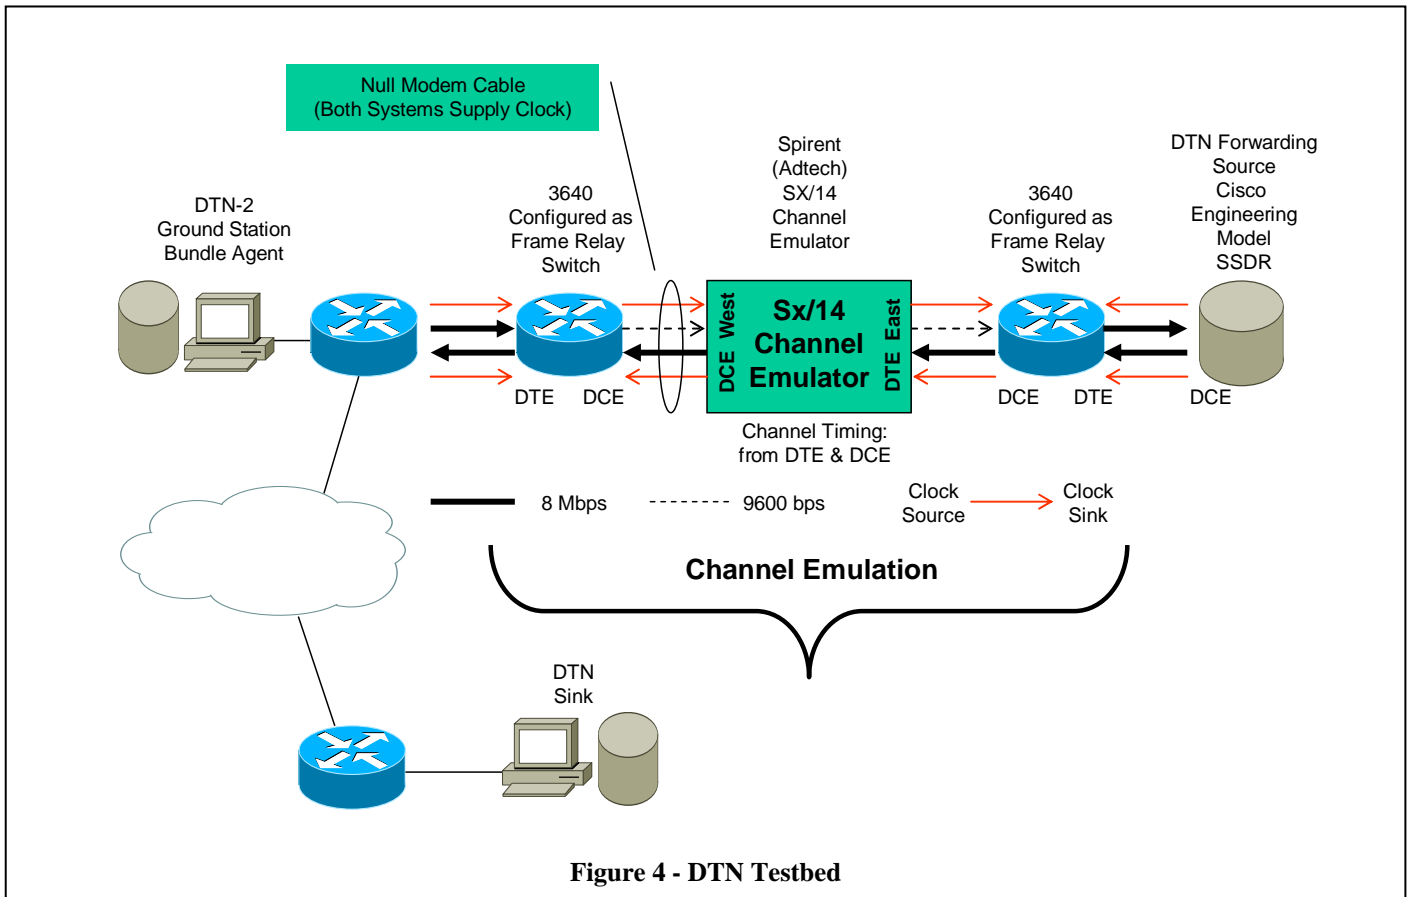 Null Modem Cable
(Both Systems Supply Clock)
DTN-2
Ground Station
Bundle Agent
3640
Configured as
Frame Relay
Switch
Spirent
(Adtech)
SX/14
Channel
Emulator
3640
Configured as
Frame Relay
Switch
DTN Forwarding
Source
Cisco
Engineering
Model
SSDR
DCE West
Sx/14
Channel
Emulator
DTE East
DTE
DCE
DCE
DTE
DCE
Channel Timing:
from DTE & DCE
8 Mbps
9600 bps
Clock
Source
Clock
Sink
Channel Emulation
DTN
Sink
Figure 4 - DTN Testbed